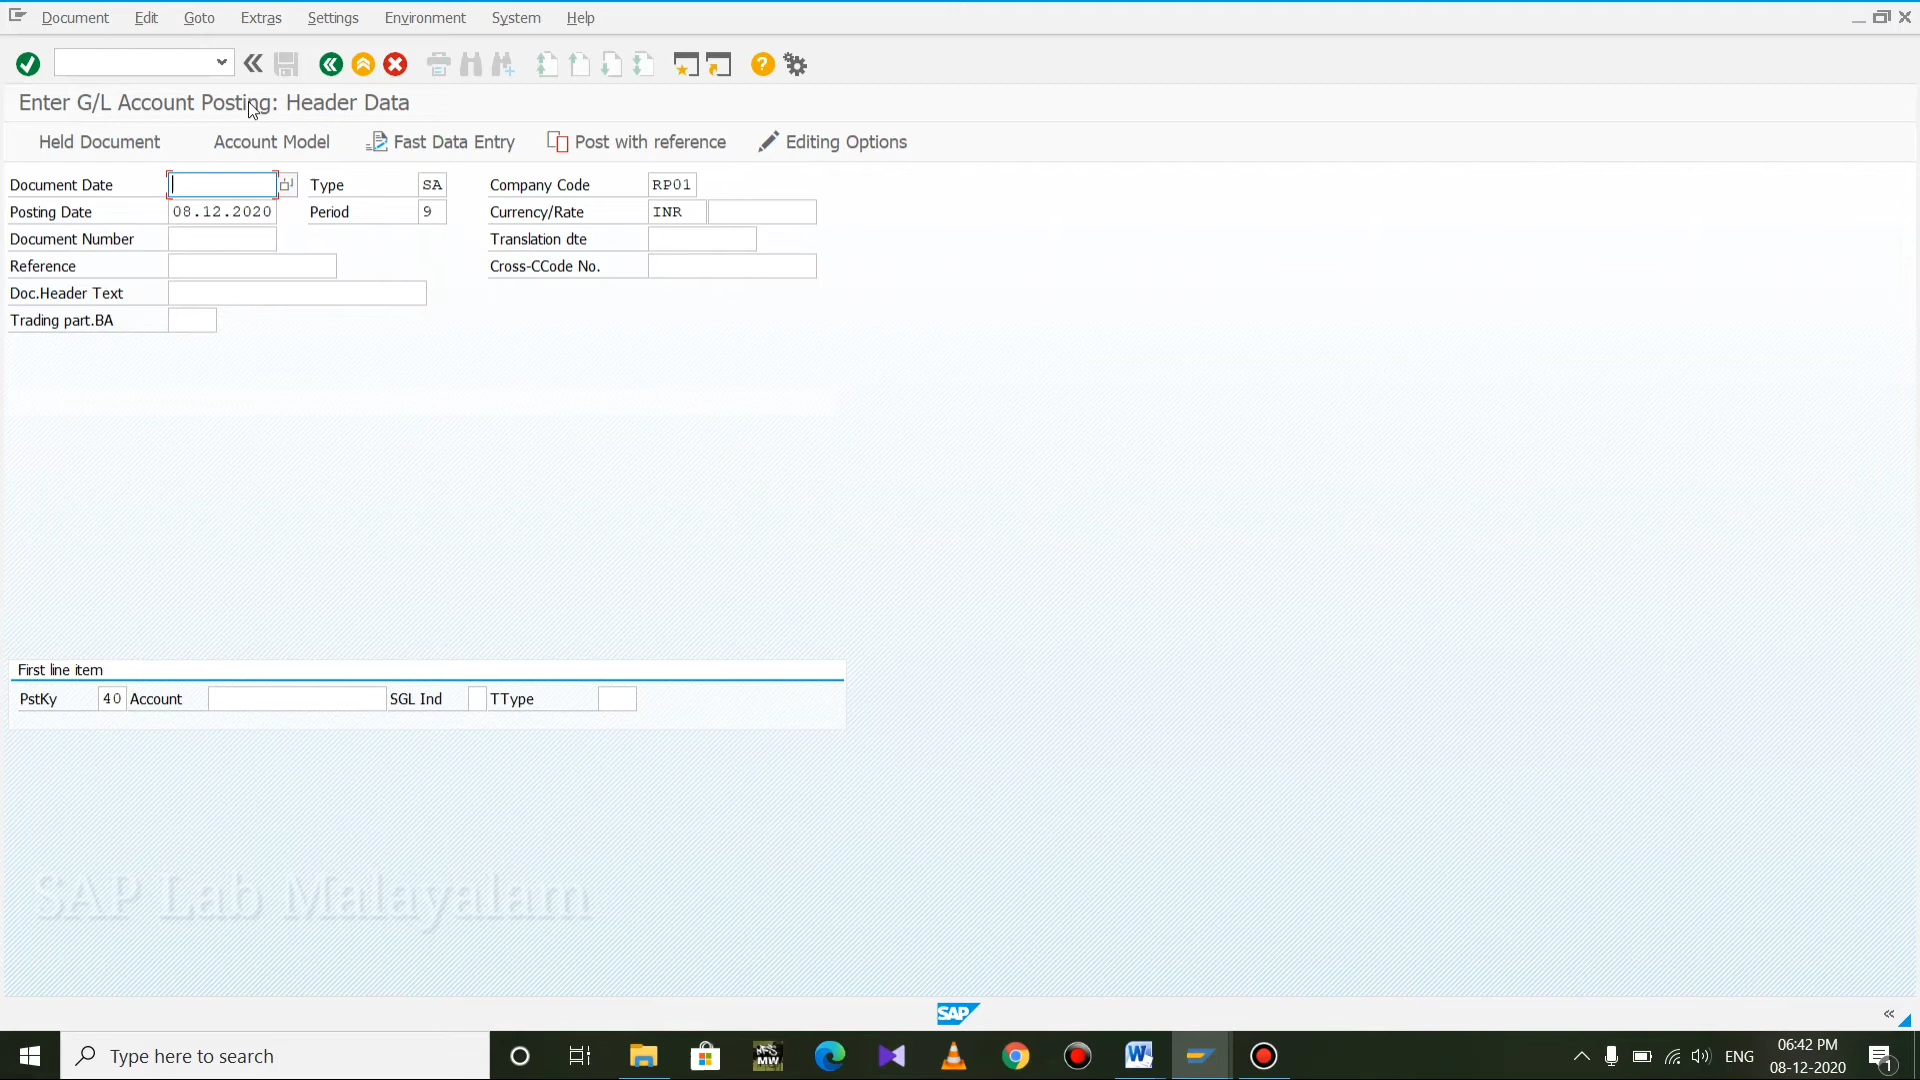 Document Edit Goto Extras Settings Environment System Help
Enter G/L Account Posting: Header Data
Held Document Account Model Fast Data Entry Post with reference Editing Options
Document Date Type SA Company Code RP01
Posting Date 08.12.2020 Period 9 Currency/Rate INR
Document Number Translation dte
Reference Cross-CCode No.
Doc.Header Text
Trading part.BA
First line item
PstKy 40 Account SGL Ind TType
SAP Lab Malayalam
SAP
Type here to search
MW
W
ENG
06:42 PM
08-12-2020
1